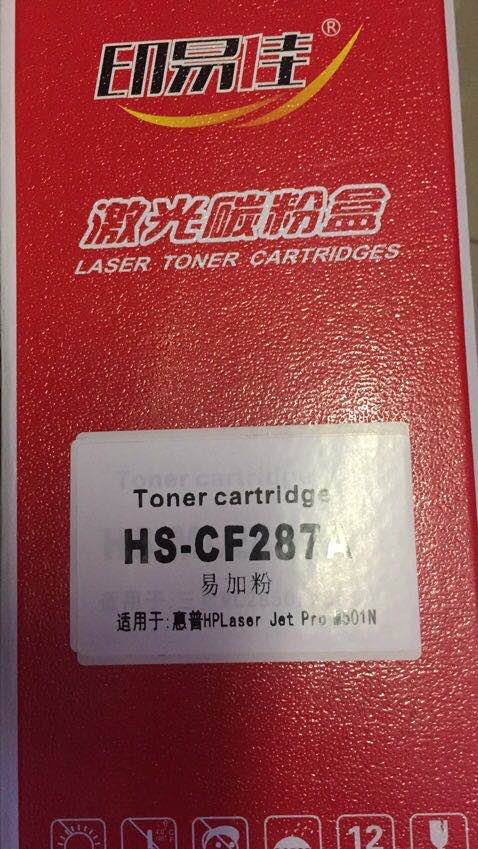 印易佳®
激光碳粉盒
LASER TONER CARTRIDGES
Toner cartridge
HS-CF287A
易加粉
适用于:惠普HPLaser Jet Pro M501N
12